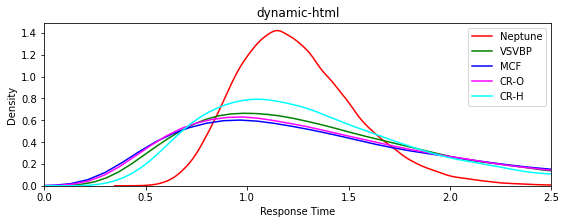 dynamic-html
Density
1.4
1.2
1.0
0.8
0.6
0.4
0.2
0.0
Neptune
VSVBP
MCF
CR-O
CR-H
0.0 0.5 1.0 1.5 2.0 2.5
Response Time